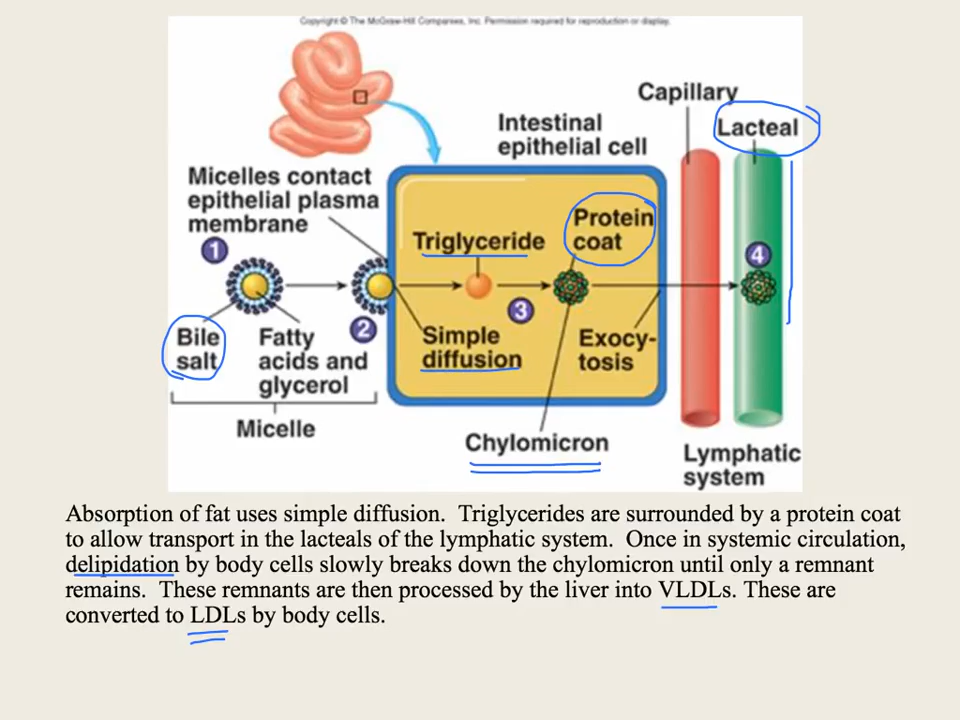 Copyright © The McGraw-Hill Companies, Inc. Permission required for reproduction or display.
Capillary
Lacteal
Intestinal
epithelial cell
Micelles contact
epithelial plasma
membrane
Protein
coat
Triglyceride
1
4
3
2
Bile
salt
Fatty
acids and
glycerol
Simple
diffusion
Exocy-
tosis
Micelle
Chylomicron
Lymphatic
system
Absorption of fat uses simple diffusion.  Triglycerides are surrounded by a protein coat
to allow transport in the lacteals of the lymphatic system.  Once in systemic circulation,
delipidation by body cells slowly breaks down the chylomicron until only a remnant
remains.  These remnants are then processed by the liver into VLDLs. These are
converted to LDLs by body cells.